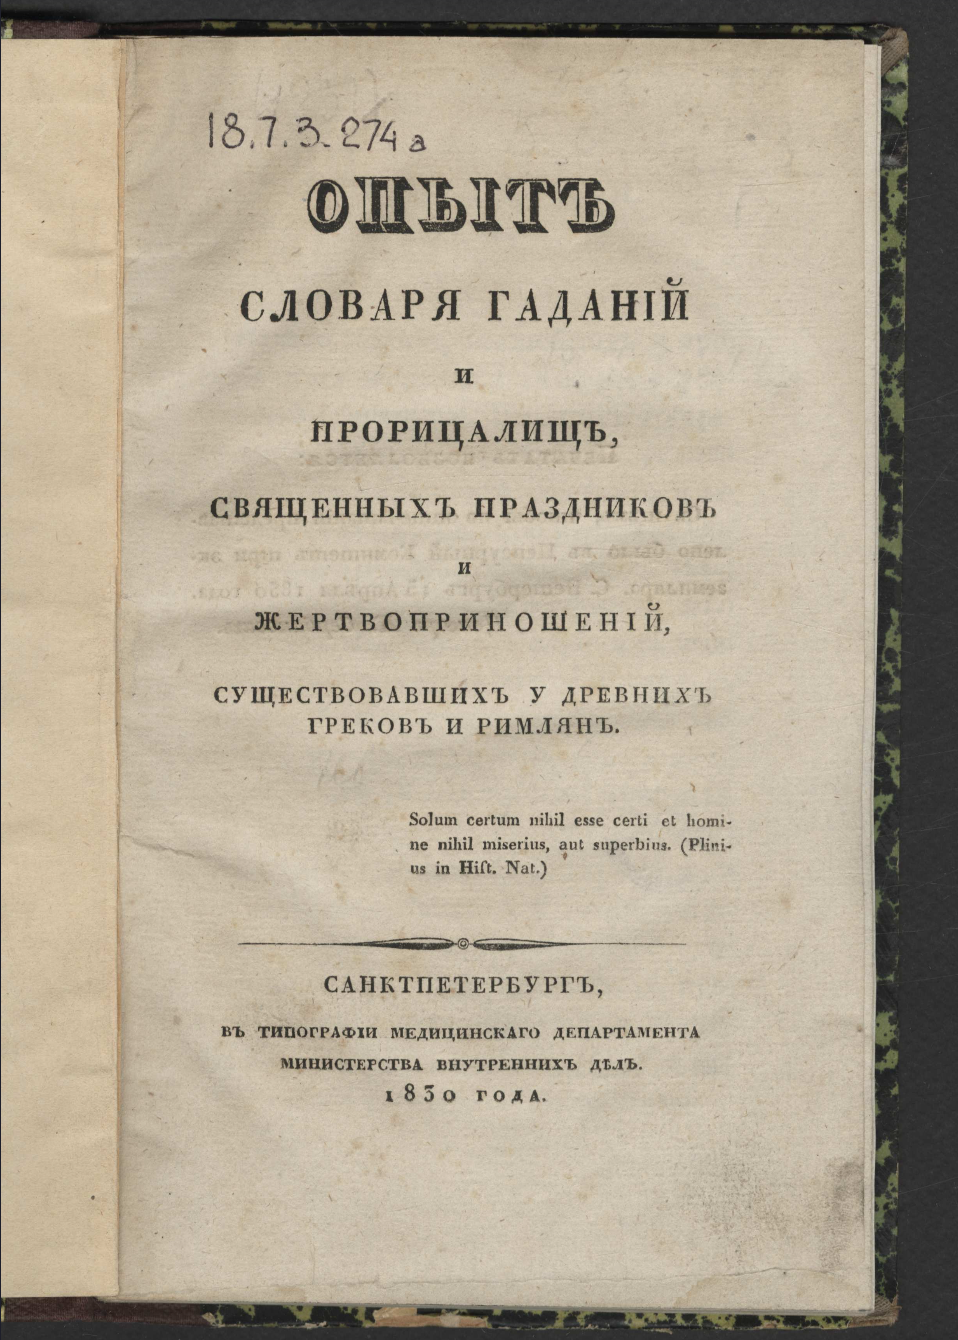 18.7.3.274a
ОПЫТЪ
СЛОВАРЯ ГАДАНІЙ
И
ПРОРИЦАЛИЩЪ,
СВЯЩЕННЫХЪ ПРАЗДНИКОВЪ
И
ЖЕРТВОПРИНОШЕНІЙ,
СУЩЕСТВОВАВШИХЪ У ДРЕВНИХЪ
ГРЕКОВЪ И РИМЛЯНЪ.
Solum certum nihil esse certi et homi-
ne nihil miserius, aut superbius. (Plini-
us in Hiſt. Nat.)
САНКТПЕТЕРБУРГЪ,
ВЪ ТИПОГРАФІИ МЕДИЦИНСКАГО ДЕПАРТАМЕНТА
МИНИСТЕРСТВА ВНУТРЕННИХЪ ДѢЛЪ.
1830 ГОДА.